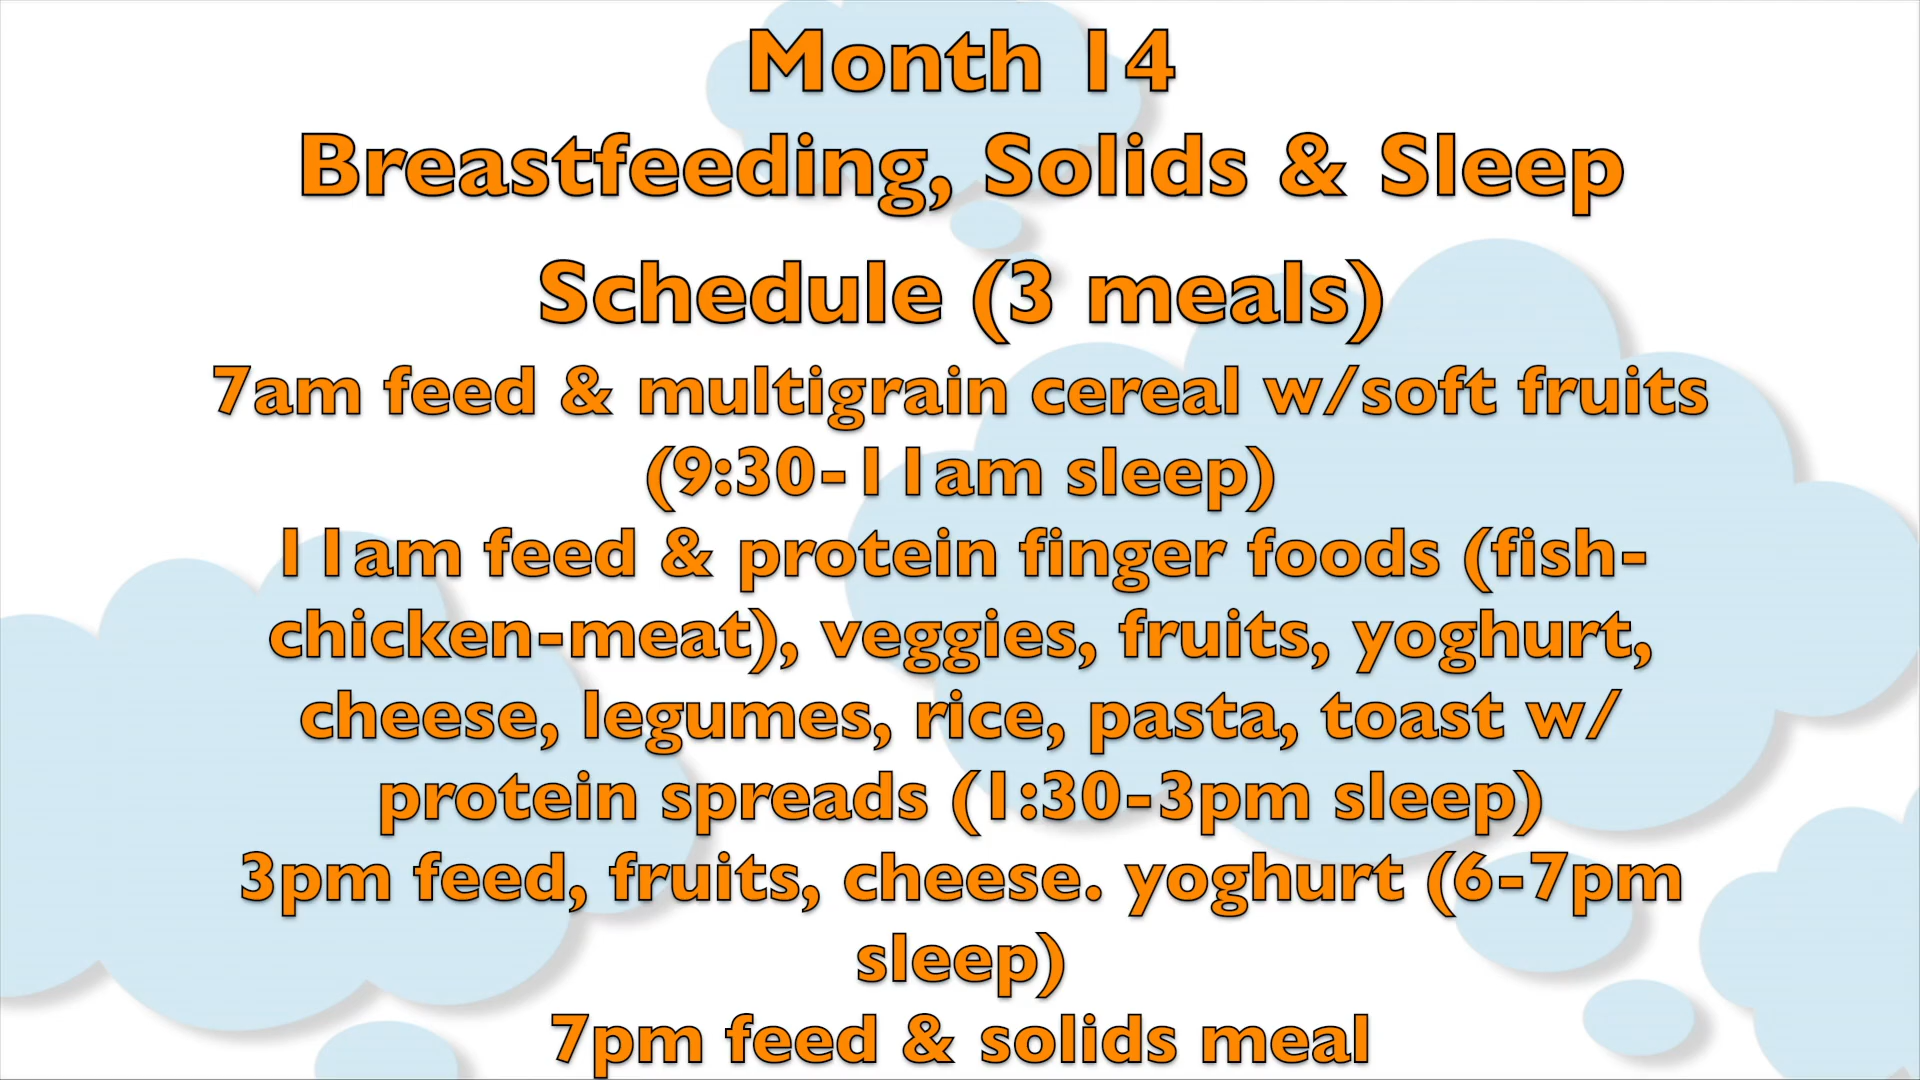 Month 14
Breastfeeding, Solids & Sleep
Schedule (3 meals)
7am feed & multigrain cereal w/soft fruits
(9:30-11am sleep)
11am feed & protein finger foods (fish-
chicken-meat), veggies, fruits, yoghurt,
cheese, legumes, rice, pasta, toast w/
protein spreads (1:30-3pm sleep)
3pm feed, fruits, cheese. yoghurt (6-7pm
sleep)
7pm feed & solids meal